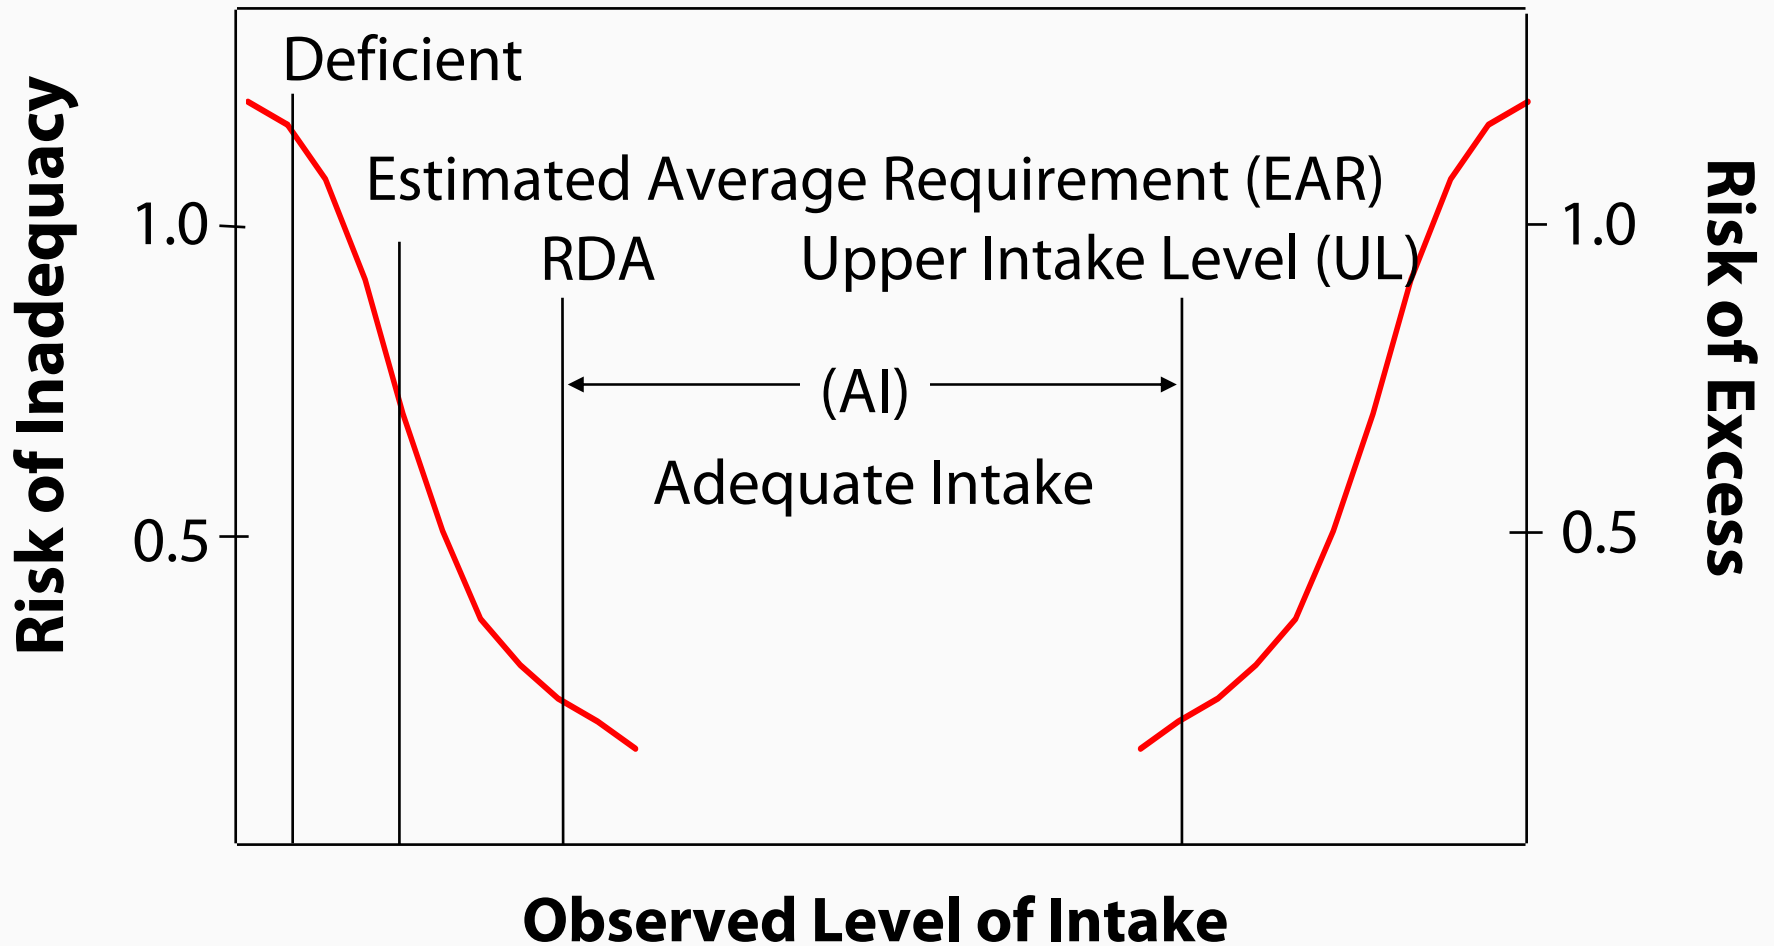 Deficient
Estimated Average Requirement (EAR)
RDA
Upper Intake Level (UL)
(AI)
Adequate Intake
Risk of Inadequacy
1.0
0.5
1.0
0.5
Risk of Excess
Observed Level of Intake